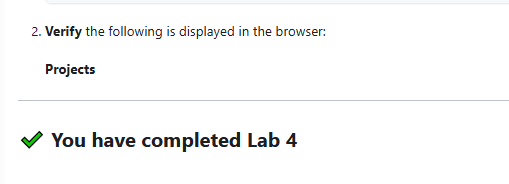 2. Verify the following is displayed in the browser:
Projects
You have completed Lab 4